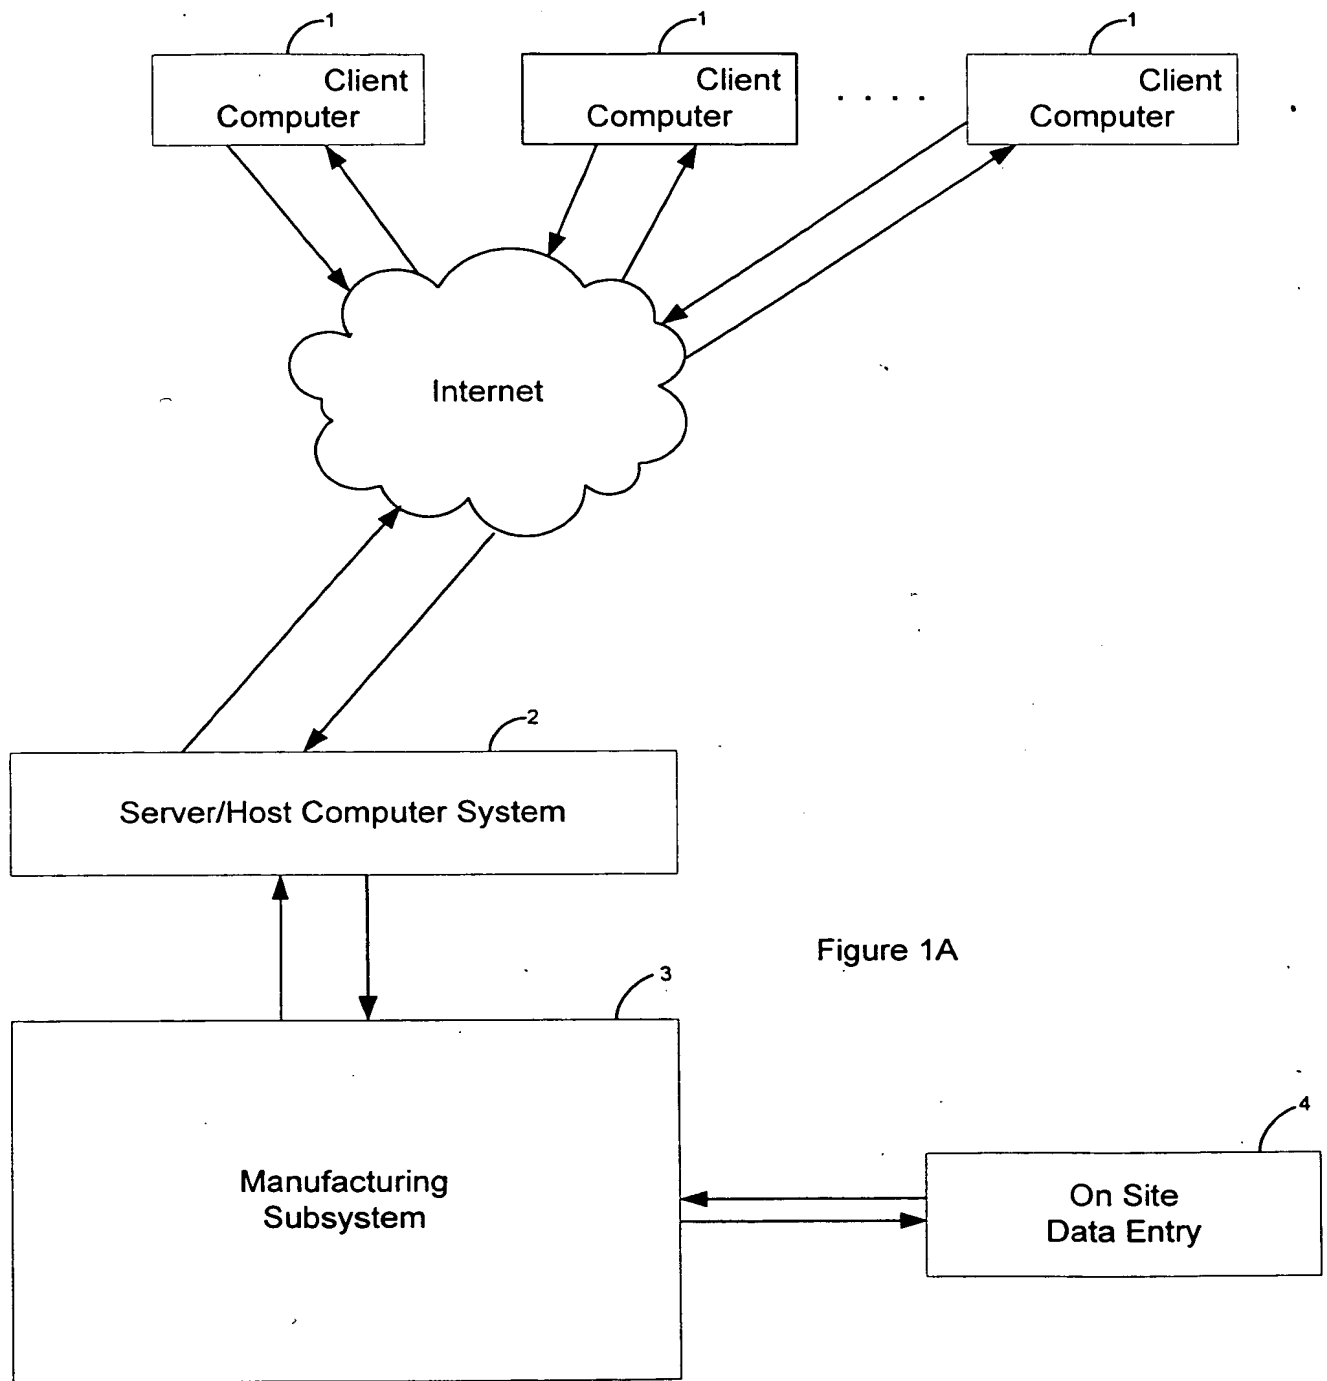 1
1
1
Client
Computer
Client
Computer
. . . .
Client
Computer
Internet
2
Server/Host Computer System
Figure 1A
3
Manufacturing
Subsystem
4
On Site
Data Entry